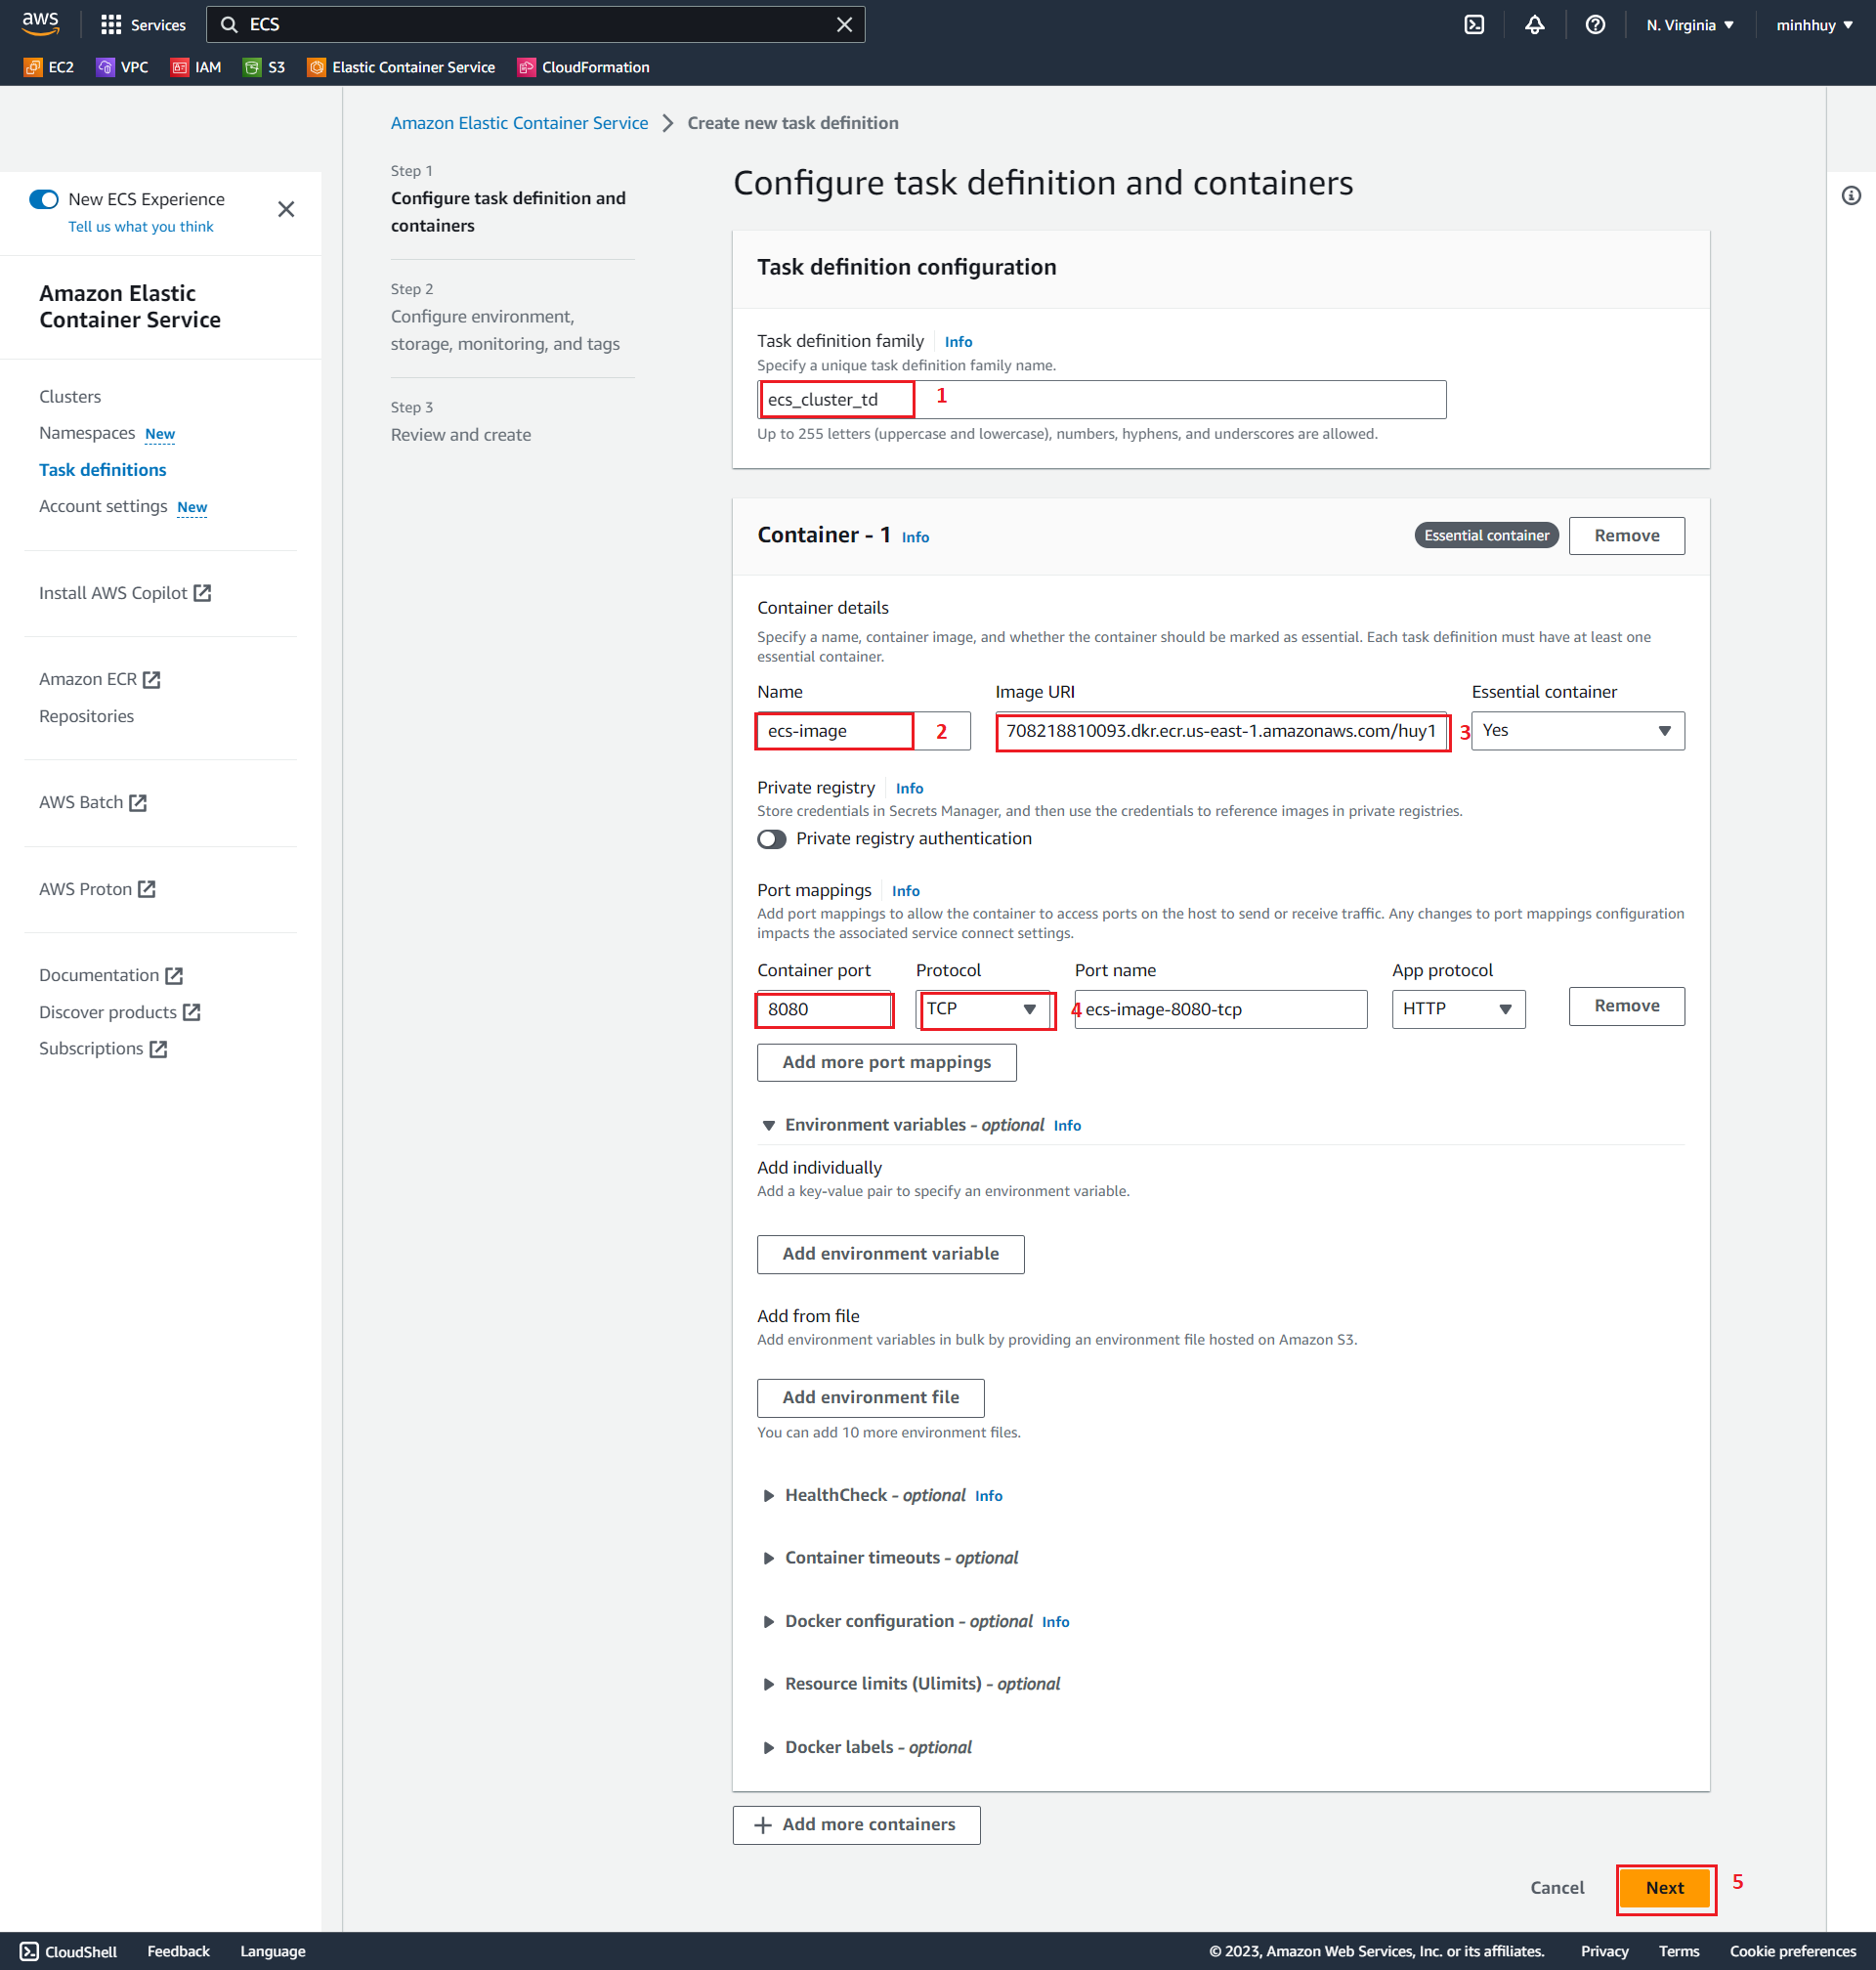 aws
Services
ECS
N. Virginia
minhhuy
EC2
VPC
IAM
S3
Elastic Container Service
CloudFormation
Amazon Elastic Container Service
Create new task definition
New ECS Experience
Tell us what you think
Amazon Elastic
Container Service
Clusters
Namespaces New
Task definitions
Account settings New
Install AWS Copilot
Amazon ECR
Repositories
AWS Batch
AWS Proton
Documentation
Discover products
Subscriptions
Step 1
Configure task definition and
containers
Step 2
Configure environment,
storage, monitoring, and tags
Step 3
Review and create
Configure task definition and containers
Task definition configuration
Task definition family Info
Specify a unique task definition family name.
ecs_cluster_td 1
Up to 255 letters (uppercase and lowercase), numbers, hyphens, and underscores are allowed.
Container - 1 Info
Essential container
Remove
Container details
Specify a name, container image, and whether the container should be marked as essential. Each task definition must have at least one
essential container.
Name Image URI Essential container
ecs-image 2 708218810093.dkr.ecr.us-east-1.amazonaws.com/huy1 3 Yes
Private registry Info
Store credentials in Secrets Manager, and then use the credentials to reference images in private registries.
Private registry authentication
Port mappings Info
Add port mappings to allow the container to access ports on the host to send or receive traffic. Any changes to port mappings configuration
impacts the associated service connect settings.
Container port Protocol Port name App protocol
8080 TCP 4 ecs-image-8080-tcp HTTP Remove
Add more port mappings
Environment variables - optional Info
Add individually
Add a key-value pair to specify an environment variable.
Add environment variable
Add from file
Add environment variables in bulk by providing an environment file hosted on Amazon S3.
Add environment file
You can add 10 more environment files.
HealthCheck - optional Info
Container timeouts - optional
Docker configuration - optional Info
Resource limits (Ulimits) - optional
Docker labels - optional
Add more containers
Cancel Next 5
CloudShell Feedback Language © 2023, Amazon Web Services, Inc. or its affiliates. Privacy Terms Cookie preferences